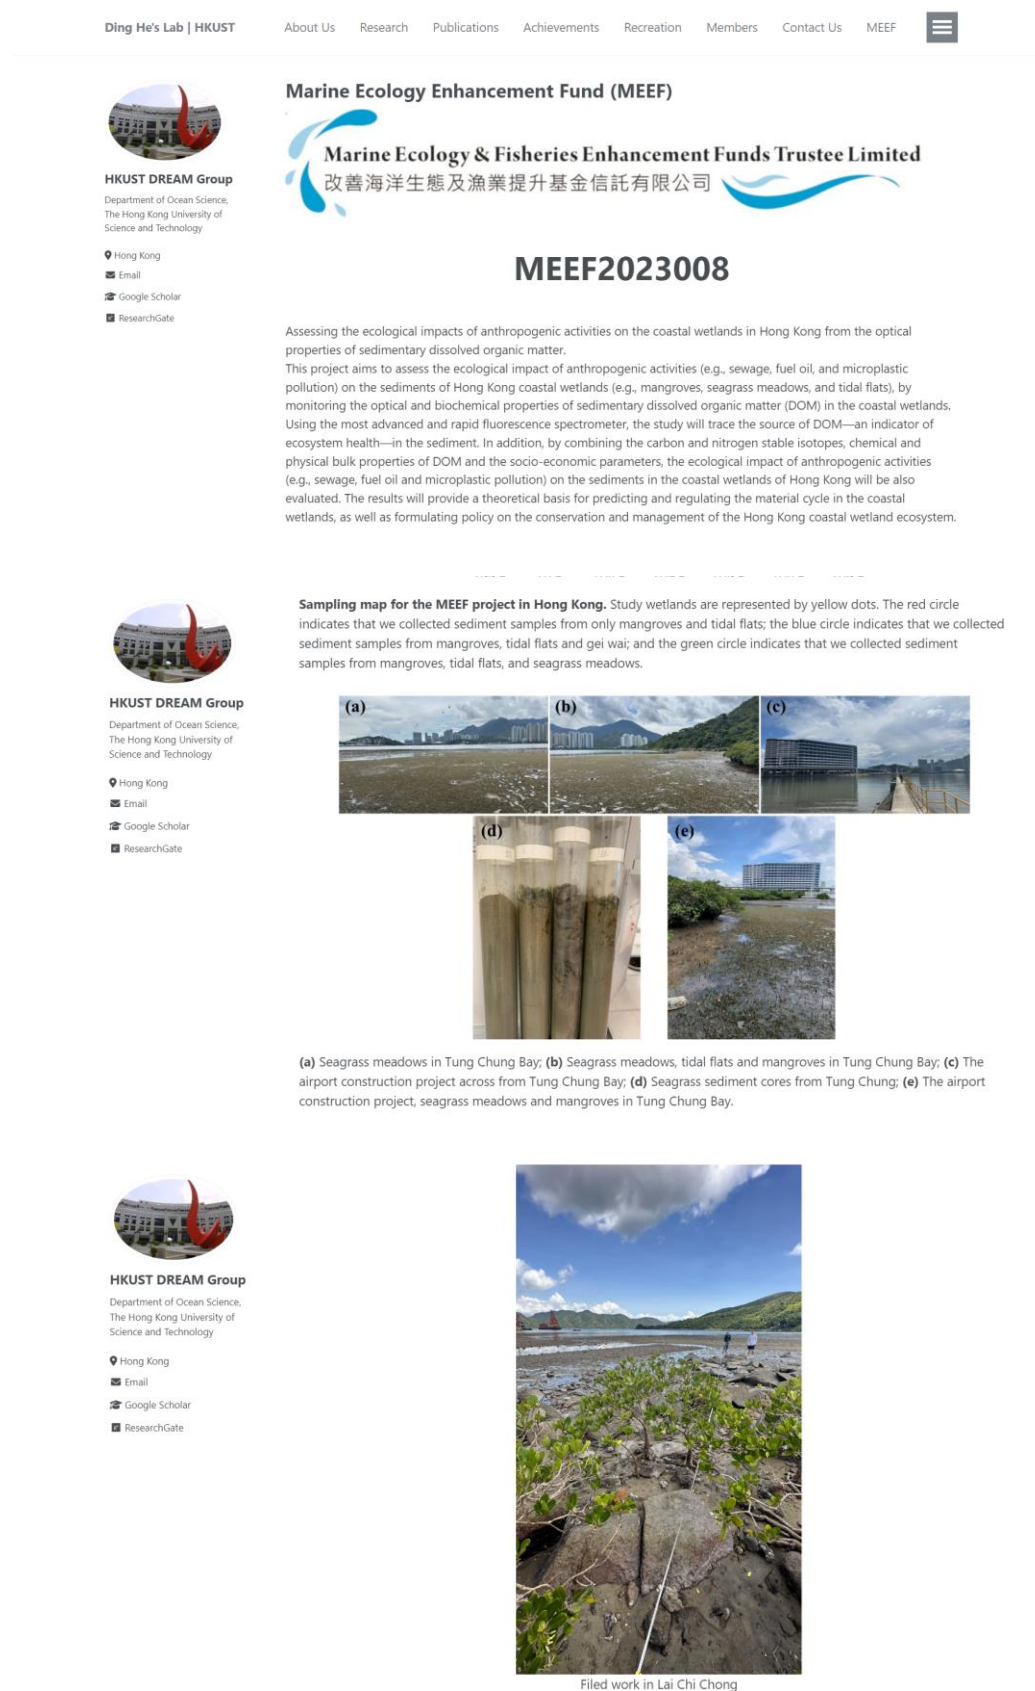 Ding He's Lab | HKUST
About Us
Research
Publications
Achievements
Recreation
Members
Contact Us
MEEF
HKUST DREAM Group
Department of Ocean Science,
The Hong Kong University of
Science and Technology
Hong Kong
Email
Google Scholar
ResearchGate
Marine Ecology Enhancement Fund (MEEF)
Marine Ecology & Fisheries Enhancement Funds Trustee Limited
改善海洋生態及漁業提升基金信託有限公司
MEEF2023008
Assessing the ecological impacts of anthropogenic activities on the coastal wetlands in Hong Kong from the optical
properties of sedimentary dissolved organic matter.
This project aims to assess the ecological impact of anthropogenic activities (e.g., sewage, fuel oil, and microplastic
pollution) on the sediments of Hong Kong coastal wetlands (e.g., mangroves, seagrass meadows, and tidal flats), by
monitoring the optical and biochemical properties of sedimentary dissolved organic matter (DOM) in the coastal wetlands.
Using the most advanced and rapid fluorescence spectrometer, the study will trace the source of DOM—an indicator of
ecosystem health—in the sediment. In addition, by combining the carbon and nitrogen stable isotopes, chemical and
physical bulk properties of DOM and the socio-economic parameters, the ecological impact of anthropogenic activities
(e.g., sewage, fuel oil and microplastic pollution) on the sediments in the coastal wetlands of Hong Kong will be also
evaluated. The results will provide a theoretical basis for predicting and regulating the material cycle in the coastal
wetlands, as well as formulating policy on the conservation and management of the Hong Kong coastal wetland ecosystem.
HKUST DREAM Group
Department of Ocean Science,
The Hong Kong University of
Science and Technology
Hong Kong
Email
Google Scholar
ResearchGate
Sampling map for the MEEF project in Hong Kong. Study wetlands are represented by yellow dots. The red circle
indicates that we collected sediment samples from only mangroves and tidal flats; the blue circle indicates that we collected
sediment samples from mangroves, tidal flats and gei wai; and the green circle indicates that we collected sediment
samples from mangroves, tidal flats, and seagrass meadows.
(a)
(b)
(c)
(d)
(e)
(a) Seagrass meadows in Tung Chung Bay; (b) Seagrass meadows, tidal flats and mangroves in Tung Chung Bay; (c) The
airport construction project across from Tung Chung Bay; (d) Seagrass sediment cores from Tung Chung; (e) The airport
construction project, seagrass meadows and mangroves in Tung Chung Bay.
HKUST DREAM Group
Department of Ocean Science,
The Hong Kong University of
Science and Technology
Hong Kong
Email
Google Scholar
ResearchGate
Filed work in Lai Chi Chong